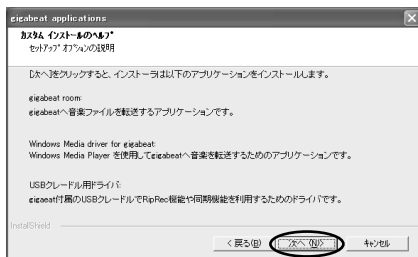 gigabeat applications
カスタム インストールのヘルプ
セットアップ オプションの説明
[次へ]をクリックすると、インストーラは以下のアプリケーションをインストールします。
gigabeat room:
gigabeatへ音楽ファイルを転送するアプリケーションです。
Windows Media driver for gigabeat:
Windows Media Player を使用してgigabeatへ音楽を転送するためのアプリケーションです。
USBクレードル用ドライバ:
gigabeat付属のUSBクレードルでRipRec機能や同期機能を利用するためのドライバです。
InstallShield
< 戻る(B) 次へ(N)> キャンセル